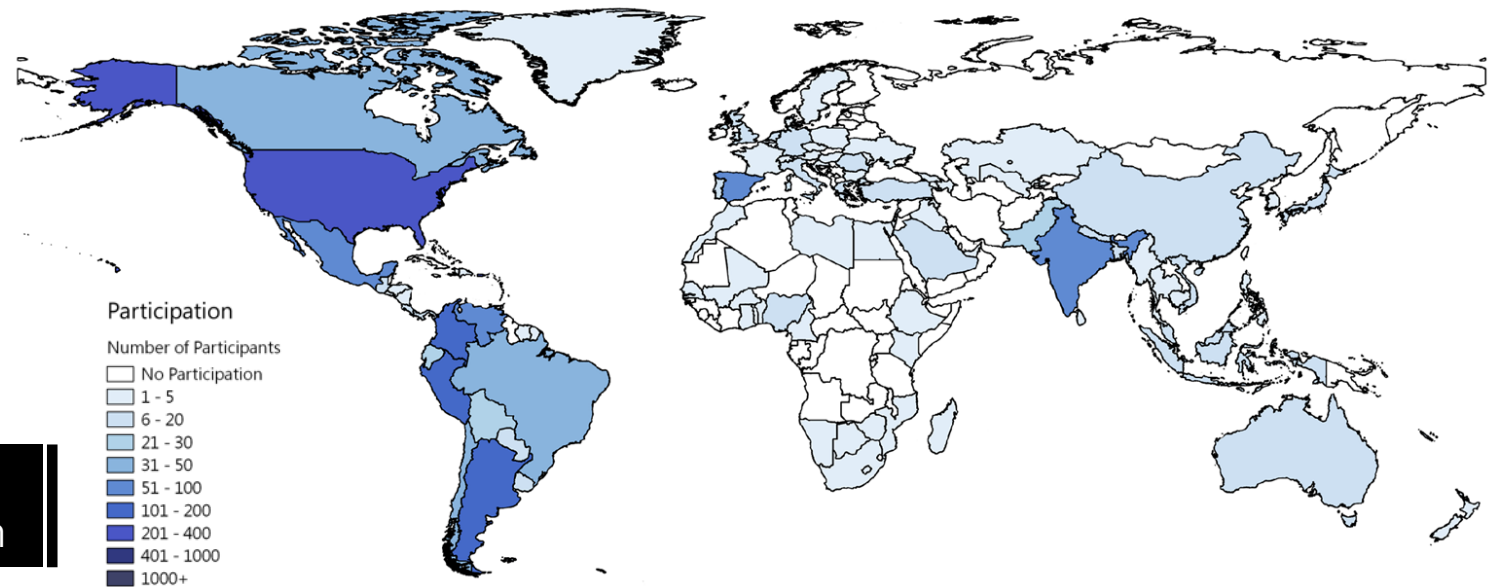 Participation
Number of Participants
No Participation
1 - 5
6 - 20
21 - 30
31 - 50
51 - 100
101 - 200
201 - 400
401 - 1000
1000+